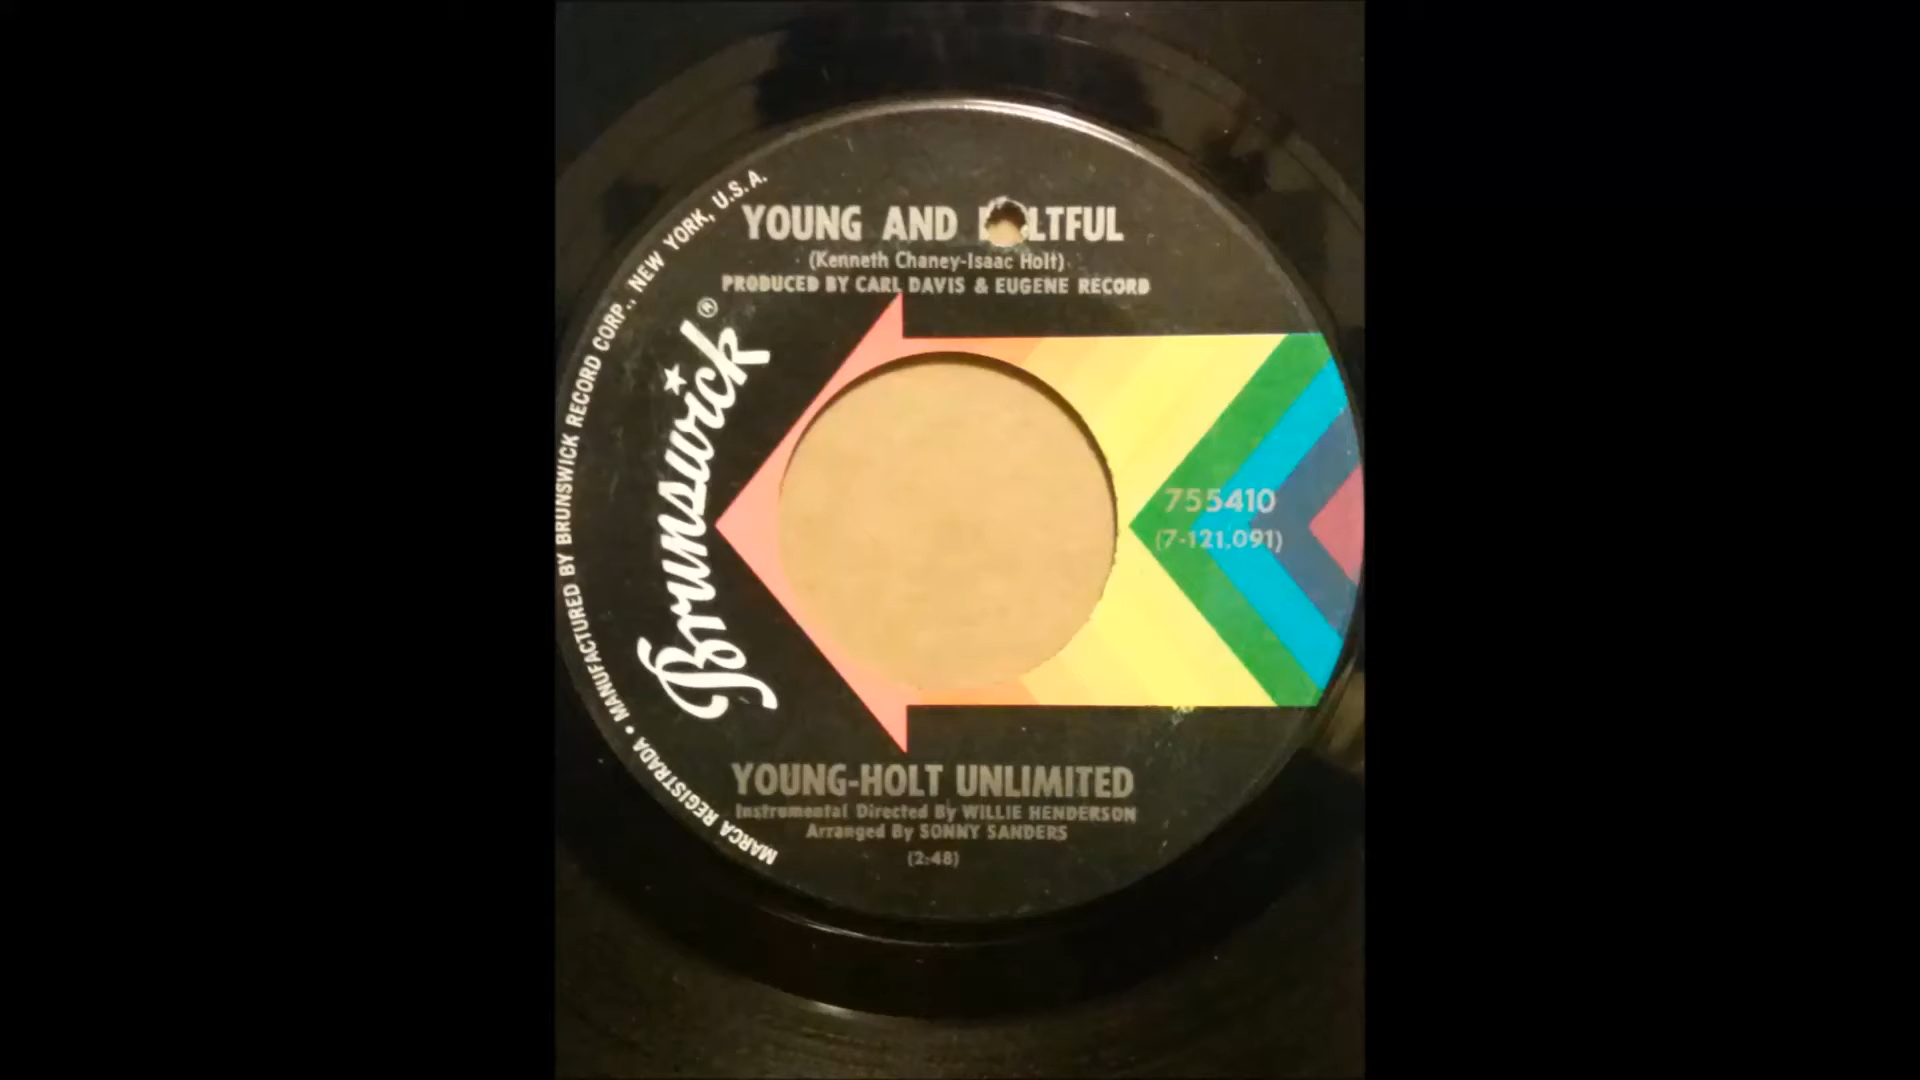 YOUNG AND
(Kenneth Chaney-Isaac Holt)
PRODUCED BY CARL DAVIS & EUGENE RECORD
Brunswick®
755410
(7-121,091)
YOUNG-HOLT UNLIMITED
Instrumental Directed By WILLIE HENDERSON
Arranged By SONNY SANDERS
(2:48)
MARCA REGISTRADA • MANUFACTURED BY BRUNSWICK RECORD CORP., NEW YORK, U.S.A.